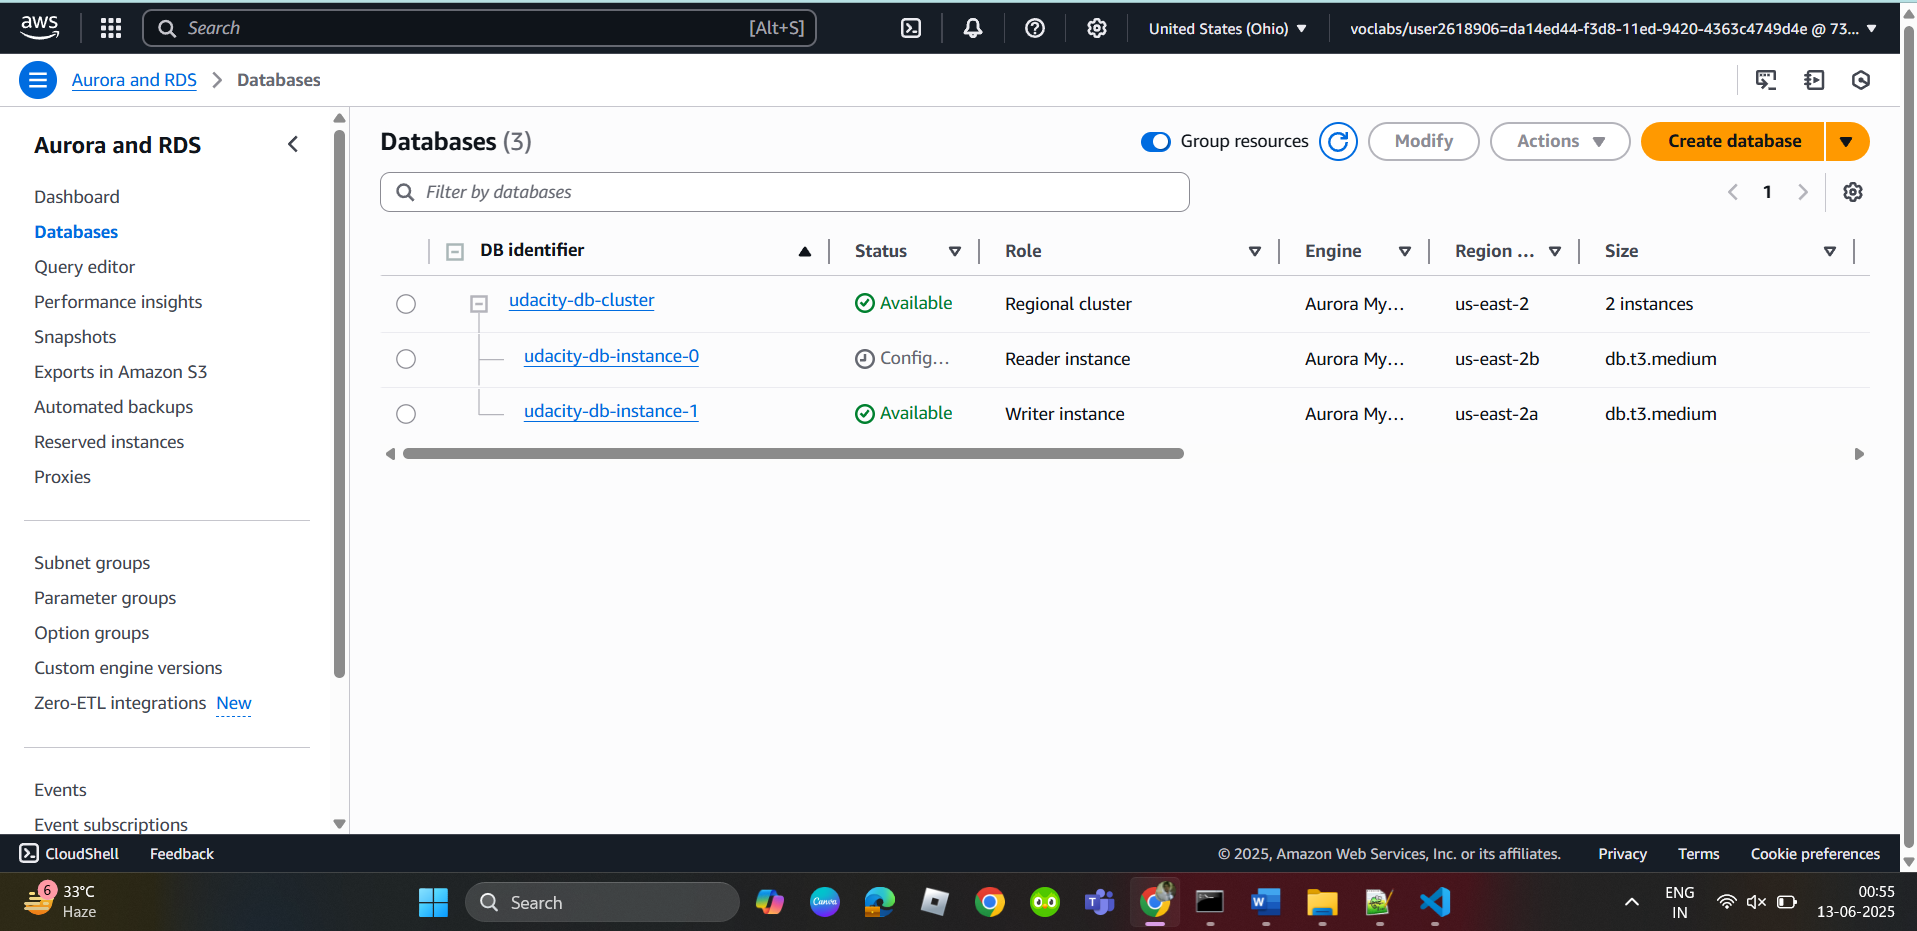 aws
Search
[Alt+S]
United States (Ohio)
voclabs/user2618906=da14ed44-f3d8-11ed-9420-4363c4749d4e @ 73...
Aurora and RDS
Databases
Aurora and RDS
Dashboard
Databases
Query editor
Performance insights
Snapshots
Exports in Amazon S3
Automated backups
Reserved instances
Proxies
Subnet groups
Parameter groups
Option groups
Custom engine versions
Zero-ETL integrations New
Events
Event subscriptions
Databases (3)
Group resources
Modify
Actions
Create database
Filter by databases
1
DB identifier Status Role Engine Region ... Size
udacity-db-cluster Available Regional cluster Aurora My... us-east-2 2 instances
udacity-db-instance-0 Config... Reader instance Aurora My... us-east-2b db.t3.medium
udacity-db-instance-1 Available Writer instance Aurora My... us-east-2a db.t3.medium
CloudShell
Feedback
© 2025, Amazon Web Services, Inc. or its affiliates.
Privacy
Terms
Cookie preferences
6
33°C
Haze
Search
Canva
ENG
IN
00:55
13-06-2025